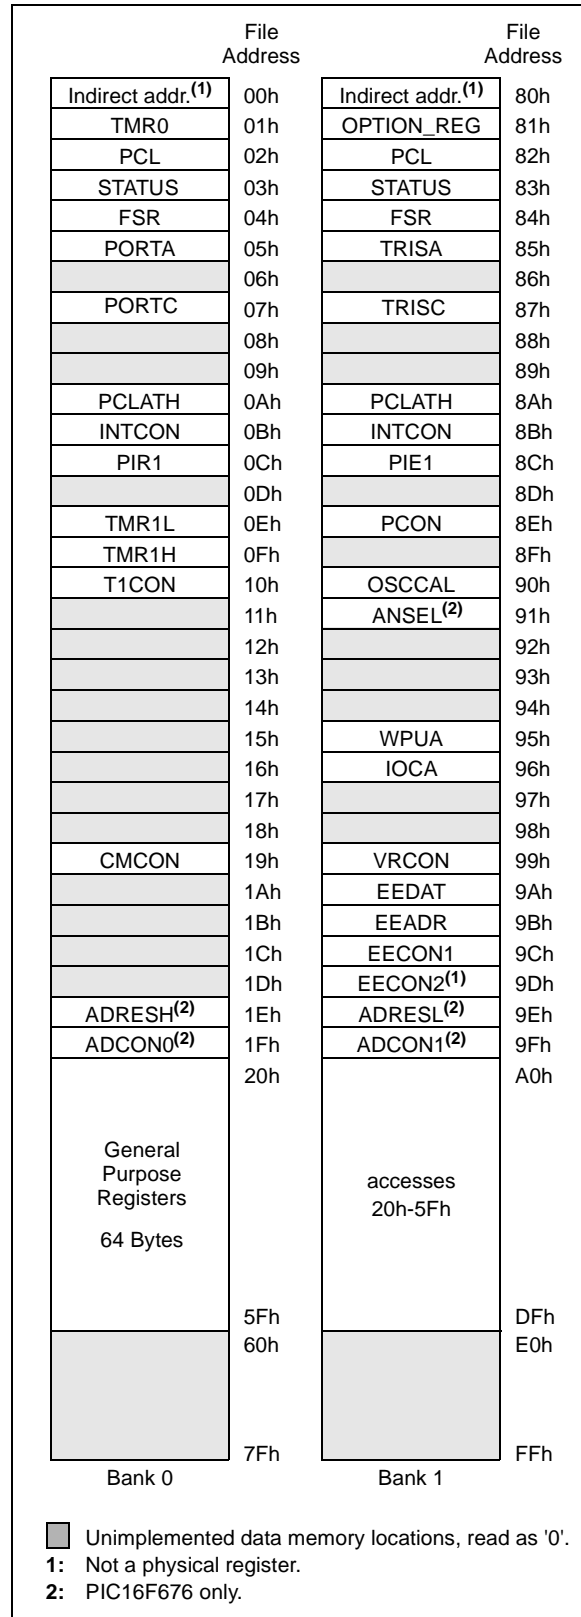 File Address File Address
Indirect addr.(1) 00h Indirect addr.(1) 80h
TMR0 01h OPTION_REG 81h
PCL 02h PCL 82h
STATUS 03h STATUS 83h
FSR 04h FSR 84h
PORTA 05h TRISA 85h
06h 86h
PORTC 07h TRISC 87h
08h 88h
09h 89h
PCLATH 0Ah PCLATH 8Ah
INTCON 0Bh INTCON 8Bh
PIR1 0Ch PIE1 8Ch
0Dh 8Dh
TMR1L 0Eh PCON 8Eh
TMR1H 0Fh 8Fh
T1CON 10h OSCCAL 90h
11h ANSEL(2) 91h
12h 92h
13h 93h
14h 94h
15h WPUA 95h
16h IOCA 96h
17h 97h
18h 98h
CMCON 19h VRCON 99h
1Ah EEDAT 9Ah
1Bh EEADR 9Bh
1Ch EECON1 9Ch
1Dh EECON2(1) 9Dh
ADRESH(2) 1Eh ADRESL(2) 9Eh
ADCON0(2) 1Fh ADCON1(2) 9Fh
20h A0h
General
Purpose
Registers
64 Bytes
accesses
20h-5Fh
5Fh DFh
60h E0h
7Fh FFh
Bank 0 Bank 1
Unimplemented data memory locations, read as '0'.
1: Not a physical register.
2: PIC16F676 only.